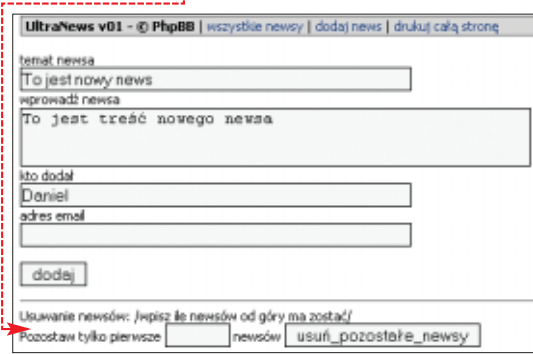 UltraNews v01 - © PhpBB | wszystkie newsy | dodaj news | drukuj całą stronę
temat newsa
To jest nowy news
wprowadź newsa
To jest treść nowego newsa
kto dodał
Daniel
adres email
dodaj
Usuwanie newsów: /wpisz ile newsów od góry ma zostać/
Pozostaw tylko pierwsze newsów usuń_pozostałe_newsy